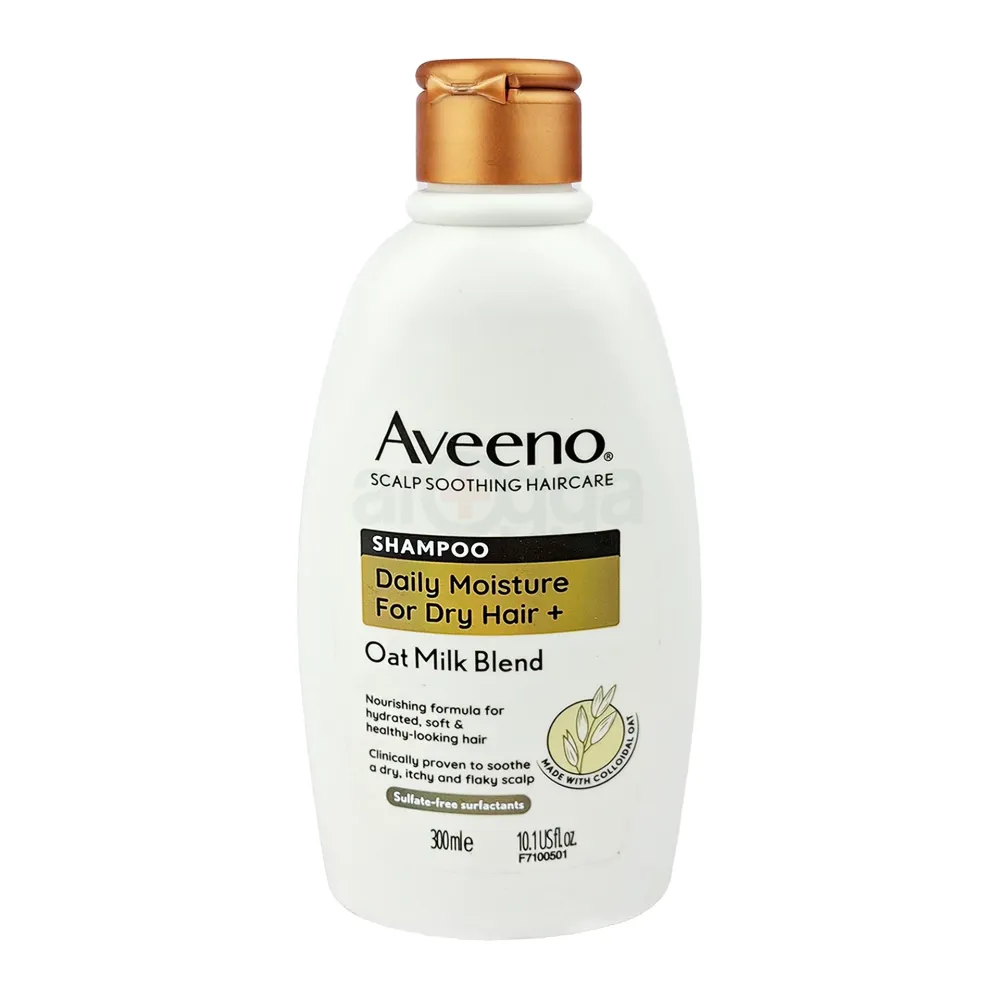 Aveeno®
SCALP SOOTHING HAIRCARE
arogga
SHAMPOO
Daily Moisture
For Dry Hair +
Oat Milk Blend
Nourishing formula for
hydrated, soft &
healthy-looking hair
Clinically proven to soothe
a dry, itchy and flaky scalp
MADE WITH COLLOIDAL OAT
Sulfate-free surfactants
300ml e
10.1 US fl. oz.
F7100501